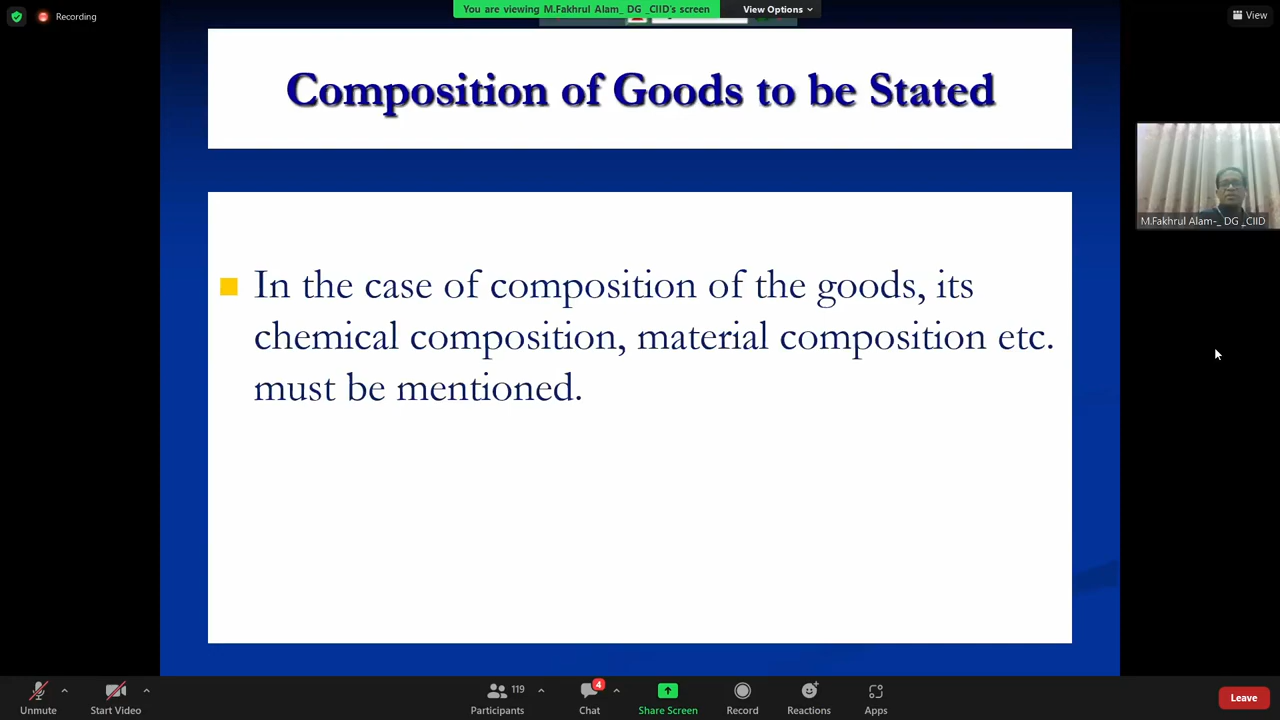 You are viewing M.Fakhrul Alam_ DG _CIID's screen
View Options
Recording
View
Composition of Goods to be Stated
In the case of composition of the goods, its
chemical composition, material composition etc.
must be mentioned.
M.Fakhrul Alam-_ DG _CIID
Unmute
Start Video
119
Participants
4
Chat
Share Screen
Record
Reactions
Apps
Leave